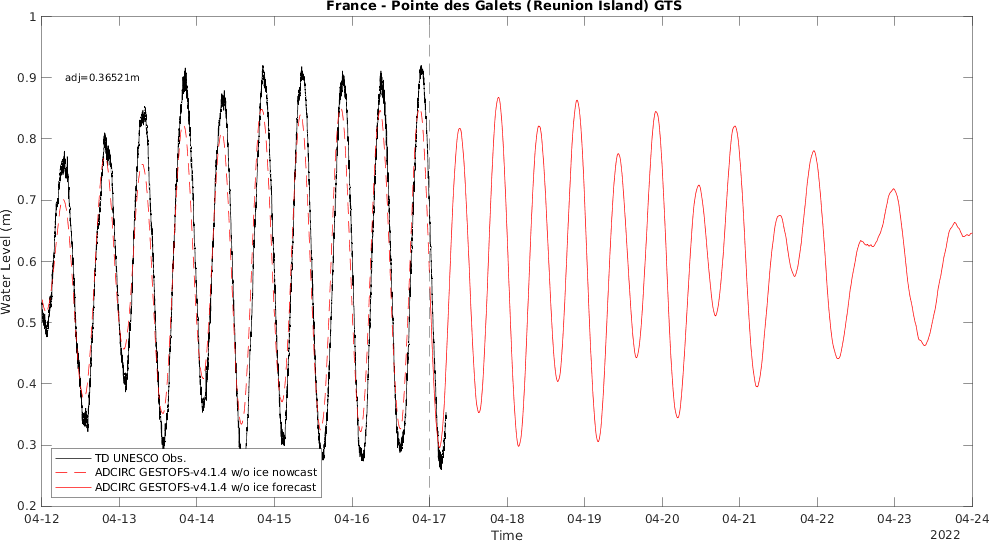 France - Pointe des Galets (Reunion Island) GTS
1
0.9
0.8
0.7
0.6
0.5
0.4
0.3
0.2
Water Level (m)
adj=0.36521m
TD UNESCO Obs.
ADCIRC GESTOFS-v4.1.4 w/o ice nowcast
ADCIRC GESTOFS-v4.1.4 w/o ice forecast
04-12 04-13 04-14 04-15 04-16 04-17 04-18 04-19 04-20 04-21 04-22 04-23 04-24
Time
2022